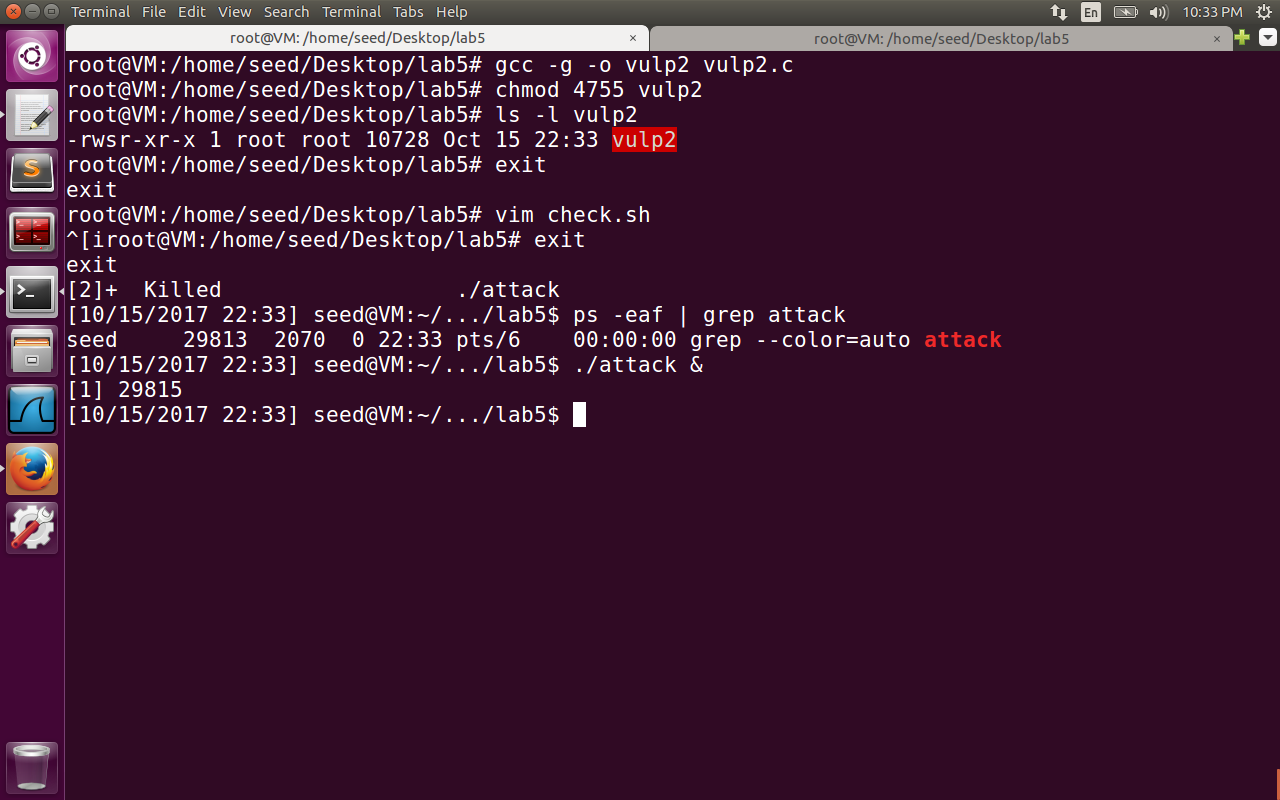 Terminal File Edit View Search Terminal Tabs Help En 10:33 PM
root@VM: /home/seed/Desktop/lab5 × root@VM: /home/seed/Desktop/lab5 ×
root@VM:/home/seed/Desktop/lab5# gcc -g -o vulp2 vulp2.c
root@VM:/home/seed/Desktop/lab5# chmod 4755 vulp2
root@VM:/home/seed/Desktop/lab5# ls -l vulp2
-rwsr-xr-x 1 root root 10728 Oct 15 22:33 vulp2
root@VM:/home/seed/Desktop/lab5# exit
exit
root@VM:/home/seed/Desktop/lab5# vim check.sh
^[iroot@VM:/home/seed/Desktop/lab5# exit
exit
[2]+  Killed                  ./attack
[10/15/2017 22:33] seed@VM:~/.../lab5$ ps -eaf | grep attack
seed     29813  2070  0 22:33 pts/6    00:00:00 grep --color=auto attack
[10/15/2017 22:33] seed@VM:~/.../lab5$ ./attack &
[1] 29815
[10/15/2017 22:33] seed@VM:~/.../lab5$